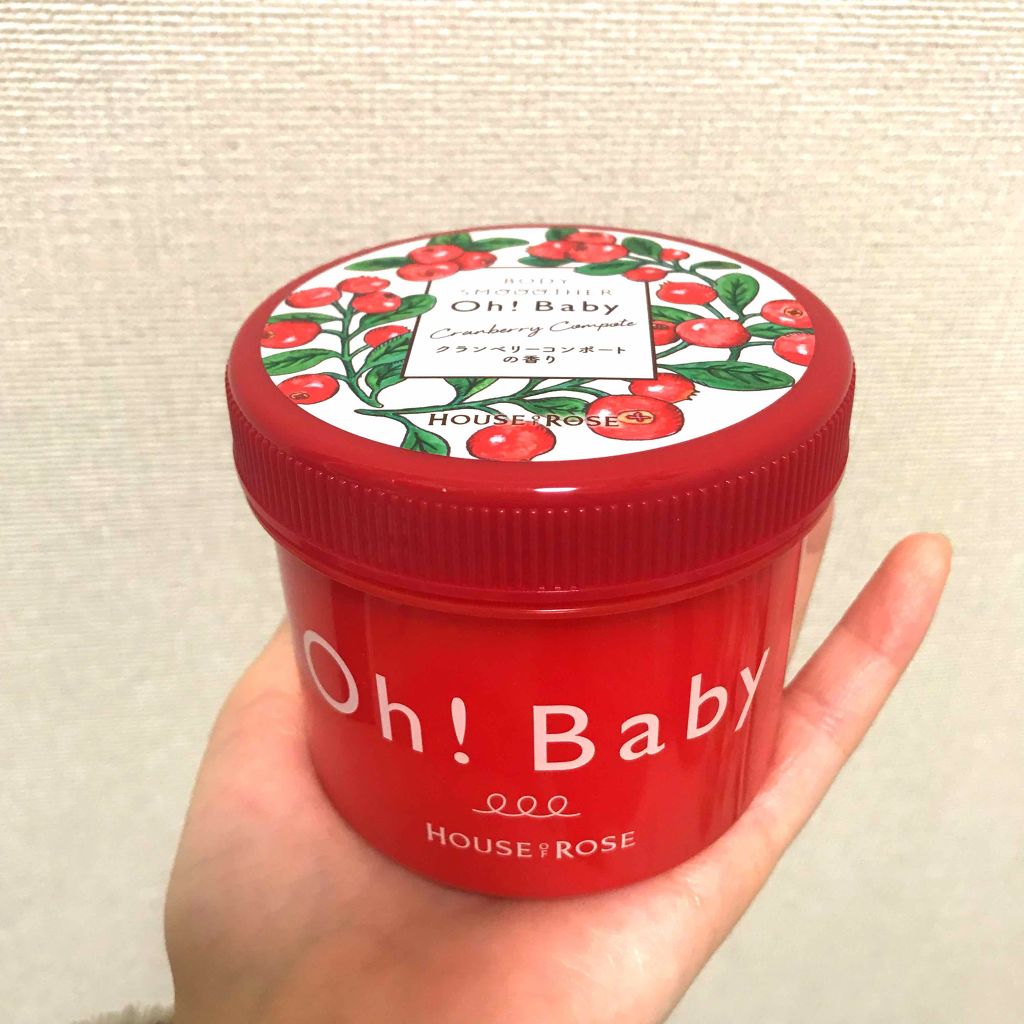 BODY
SMOOOTHER
Oh! Baby
Cranberry Compote
クランベリーコンポート
の香り
HOUSE OF ROSE
Oh! Baby
HOUSE OF ROSE